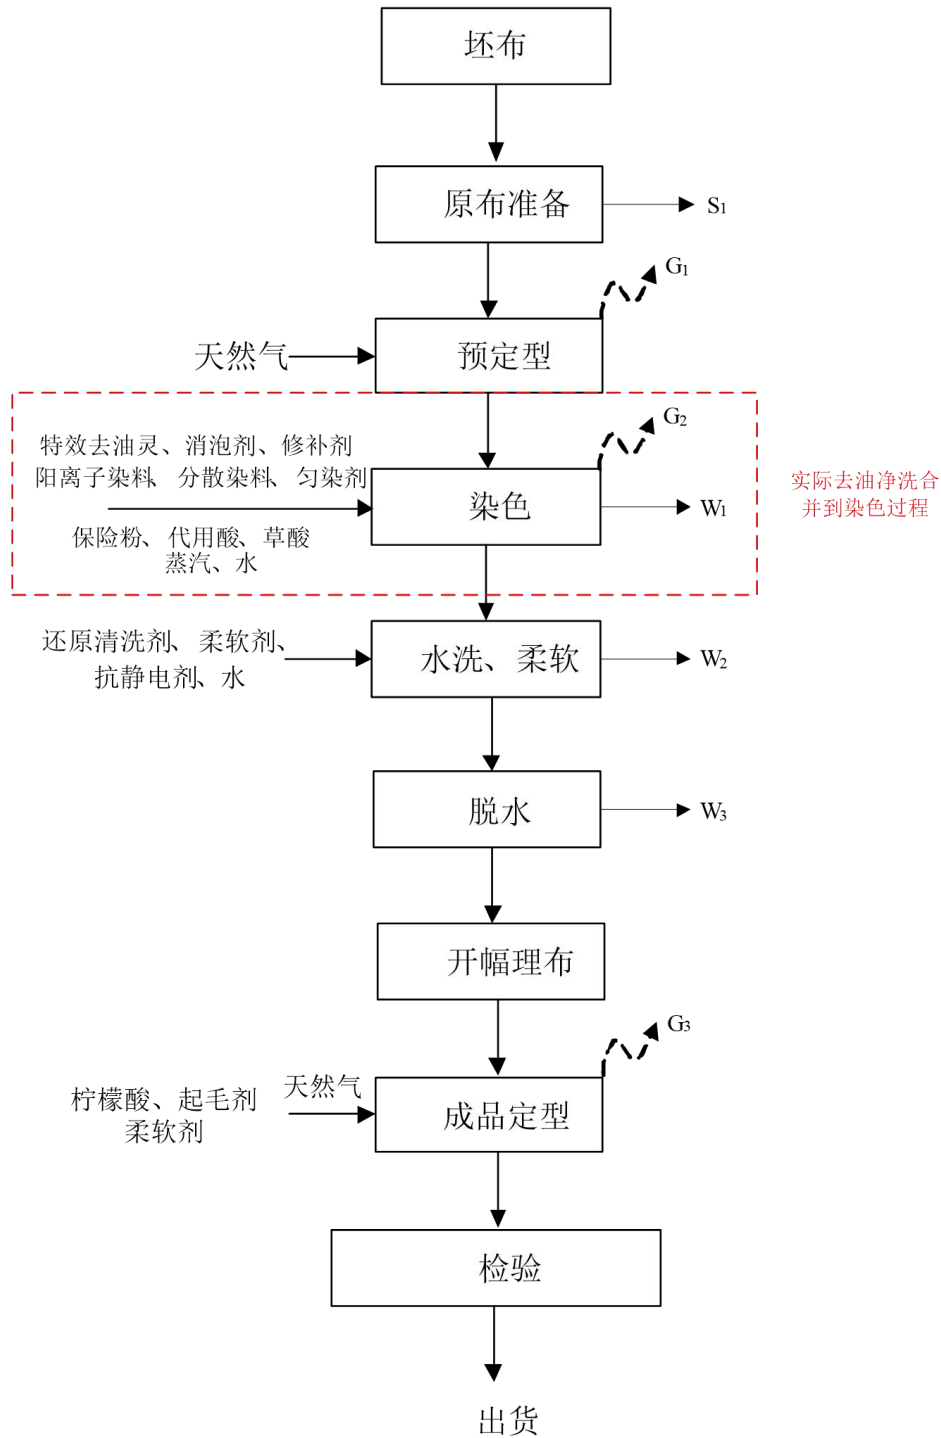 坯布
原布准备
S1
G1
天然气
预定型
G2
特效去油灵、消泡剂、修补剂
阳离子染料、分散染料、匀染剂
染色
W1
保险粉、代用酸、草酸
蒸汽、水
实际去油净洗合
并到染色过程
还原清洗剂、柔软剂、
抗静电剂、水
水洗、柔软
W2
脱水
W3
开幅理布
G3
天然气
柠檬酸、起毛剂
柔软剂
成品定型
检验
出货